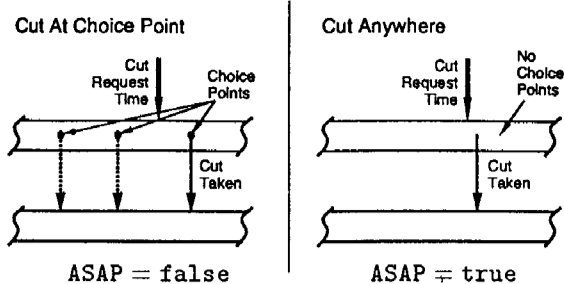 Cut At Choice Point
Cut
Request
Time
Choice
Points
Cut
Taken
ASAP = false
Cut Anywhere
Cut
Request
Time
No
Choice
Points
Cut
Taken
ASAP = true